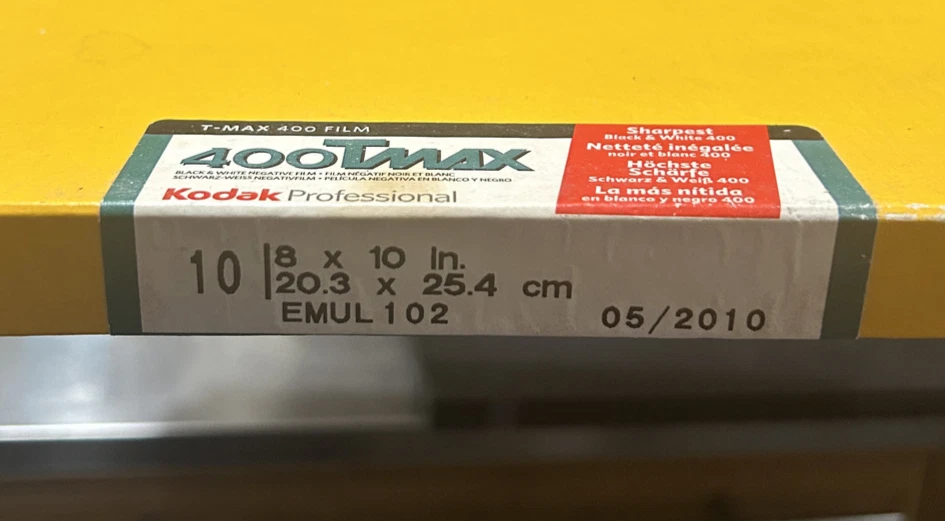 T-MAX 400 FILM
400TMAX
BLACK & WHITE NEGATIVE FILM • FILM NÉGATIF NOIR ET BLANC
SCHWARZ-WEISS NEGATIVFILM • PELÍCULA NEGATIVA EN BLANCO Y NEGRO
Kodak Professional
Sharpest
Black & White 400
Netteté inégalée
noir et blanc 400
Höchste
Schärfe
Schwarz & Weiß 400
La más nítida
en blanco y negro 400
10 8 x 10 in.
20.3 x 25.4 cm
EMUL 102
05/2010